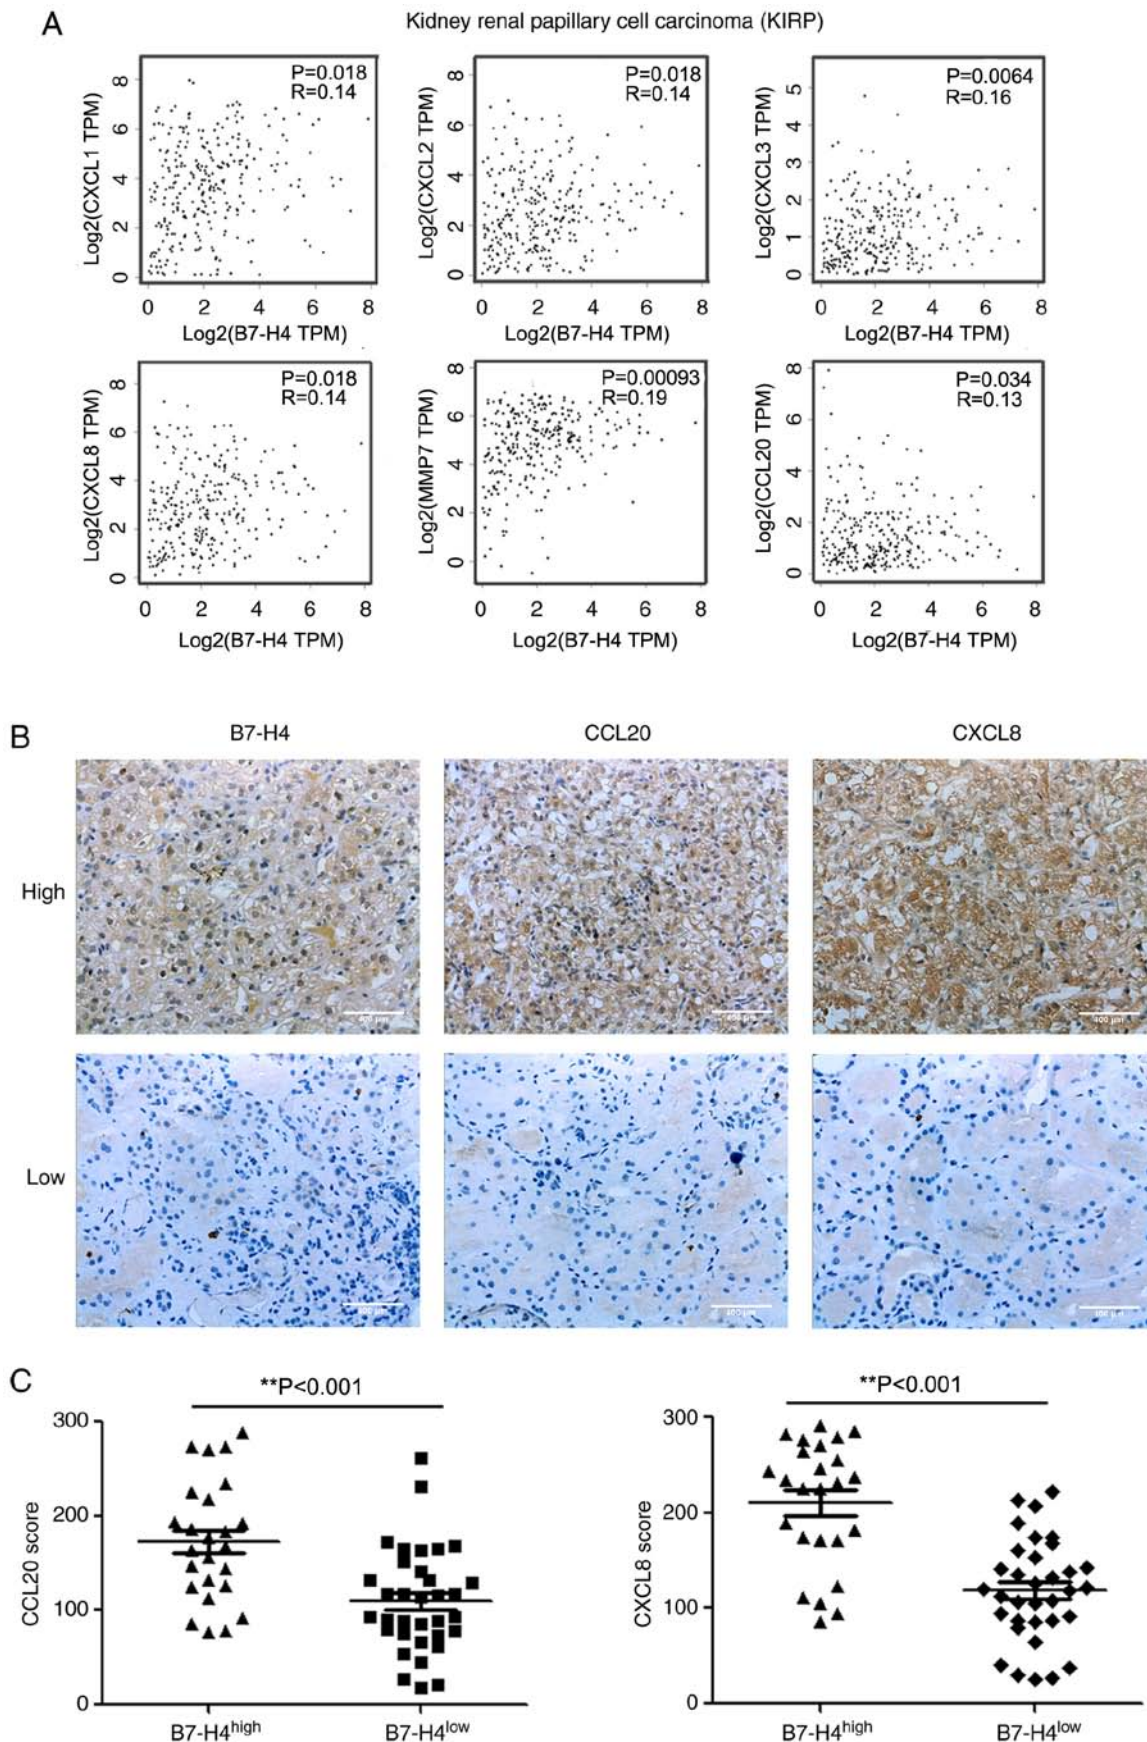 A
Kidney renal papillary cell carcinoma (KIRP)
P=0.018
R=0.14
Log2(CXCL1 TPM)
0 2 4 6 8
0 2 4 6 8
Log2(B7-H4 TPM)
P=0.018
R=0.14
Log2(CXCL2 TPM)
0 2 4 6 8
0 2 4 6 8
Log2(B7-H4 TPM)
P=0.0064
R=0.16
Log2(CXCL3 TPM)
0 1 2 3 4 5
0 2 4 6 8
Log2(B7-H4 TPM)
P=0.018
R=0.14
Log2(CXCL8 TPM)
0 2 4 6 8
0 2 4 6 8
Log2(B7-H4 TPM)
P=0.00093
R=0.19
Log2(MMP7 TPM)
0 2 4 6 8
0 2 4 6 8
Log2(B7-H4 TPM)
P=0.034
R=0.13
Log2(CCL20 TPM)
0 2 4 6 8
0 2 4 6 8
Log2(B7-H4 TPM)
B
B7-H4
CCL20
CXCL8
High
400 µm
400 µm
400 µm
Low
C
**P<0.001
CCL20 score
300
200
100
0
B7-H4high
B7-H4low
**P<0.001
CXCL8 score
300
200
100
0
B7-H4high
B7-H4low